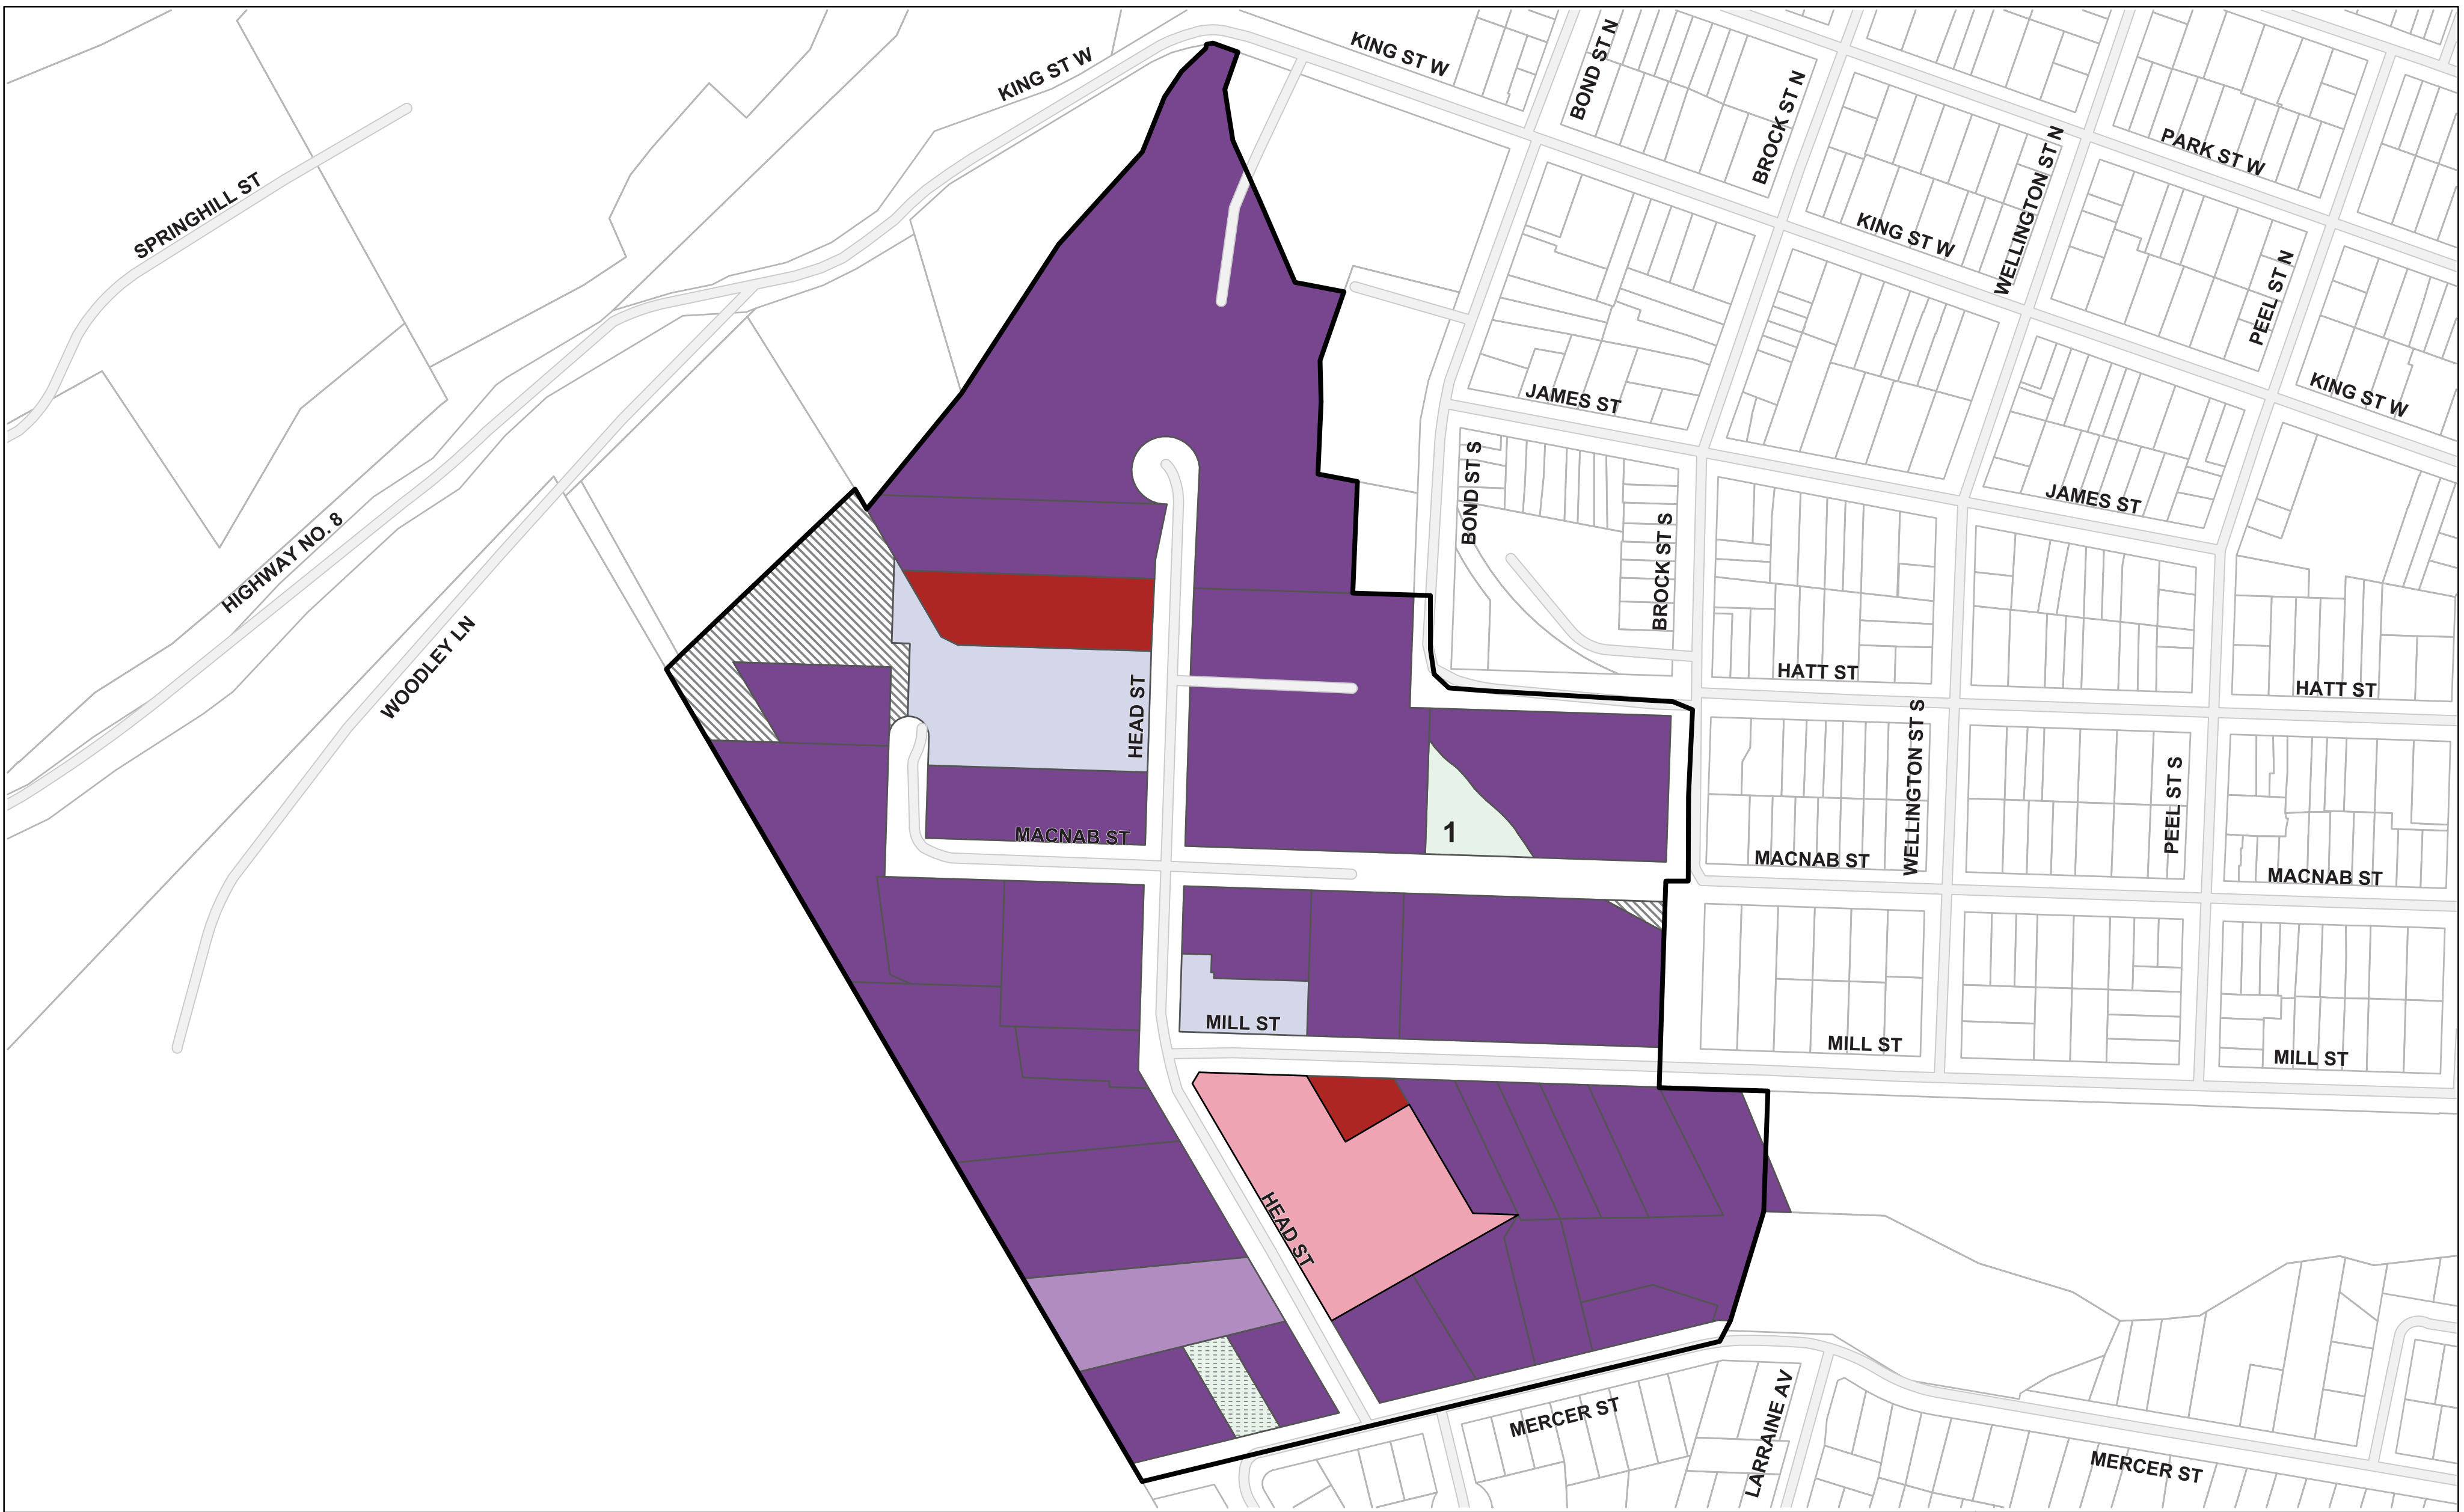 KING ST W
KING ST W
BOND ST N
BROCK ST N
PARK ST W
WELLINGTON ST N
KING ST W
PEEL ST N
SPRINGHILL ST
KING ST W
JAMES ST
BOND ST S
JAMES ST
HIGHWAY NO. 8
BROCK ST S
WOODLEY LN
HATT ST
HATT ST
HEAD ST
WELLINGTON ST S
PEEL ST S
MACNAB ST
1
MACNAB ST
MACNAB ST
MILL ST
MILL ST
MILL ST
HEAD ST
MERCER ST
LARRAINE AV
MERCER ST